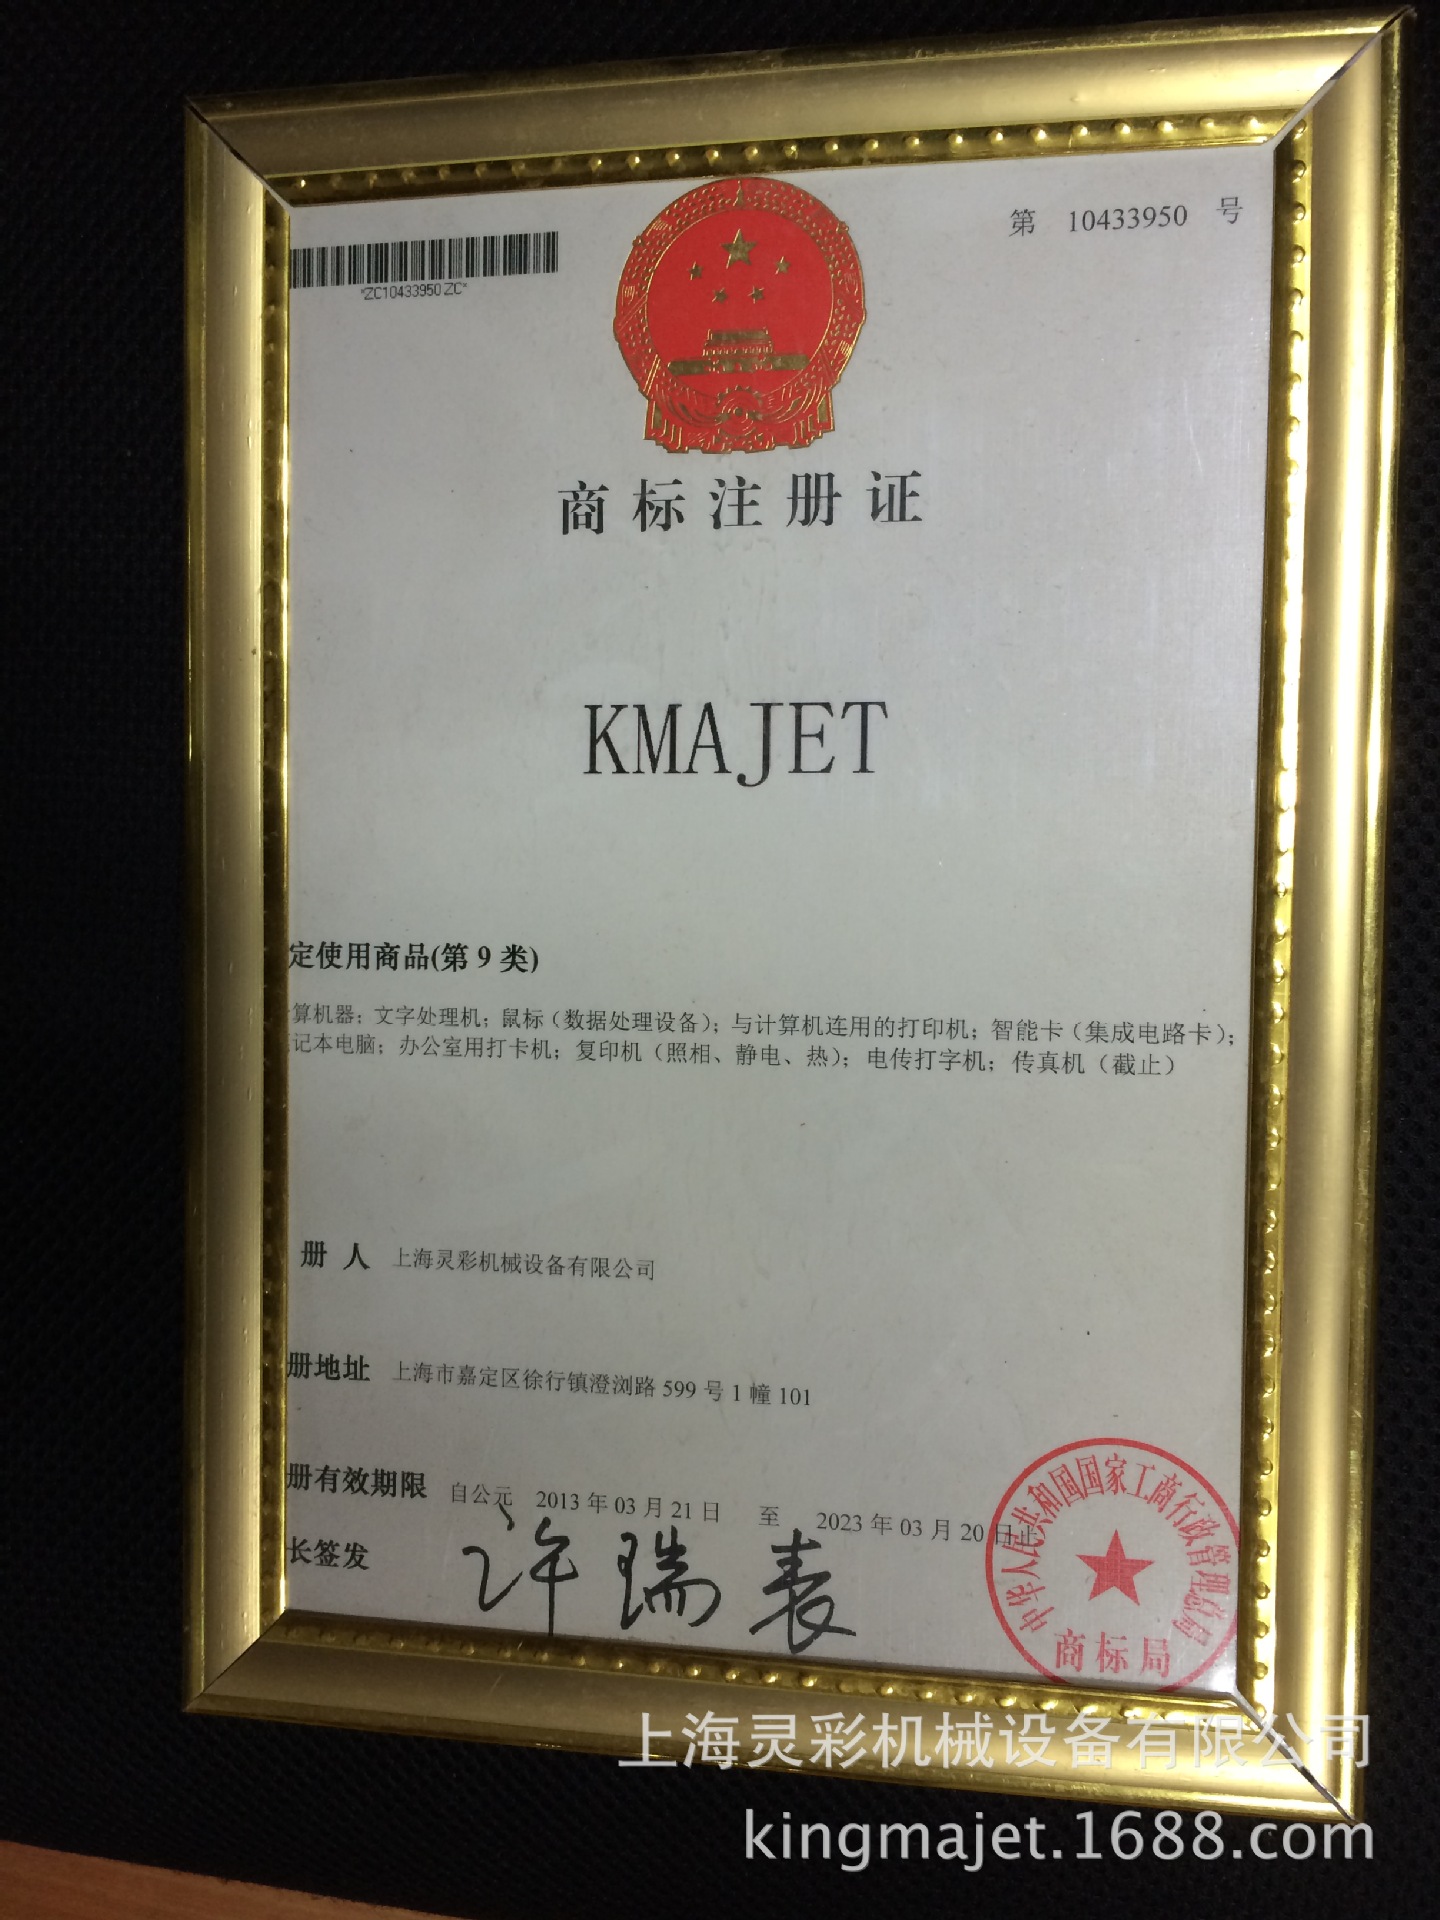 第 10433950 号
*ZC10433950ZC*
商标注册证
KMAJET
定使用商品(第 9 类)
算机器；文字处理机；鼠标（数据处理设备）；与计算机连用的打印机；智能卡（集成电路卡）；
记本电脑；办公室用打卡机；复印机（照相、静电、热）；电传打字机；传真机（截止）
册 人 上海灵彩机械设备有限公司
册地址 上海市嘉定区徐行镇澄浏路 599 号 1 幢 101
册有效期限 自公元 2013 年 03 月 21 日 至 2023 年 03 月 20 日止
长签发 许瑞表
中华人民共和国国家工商行政管理总局
商标局
上海灵彩机械设备有限公司
kingmajet.1688.com